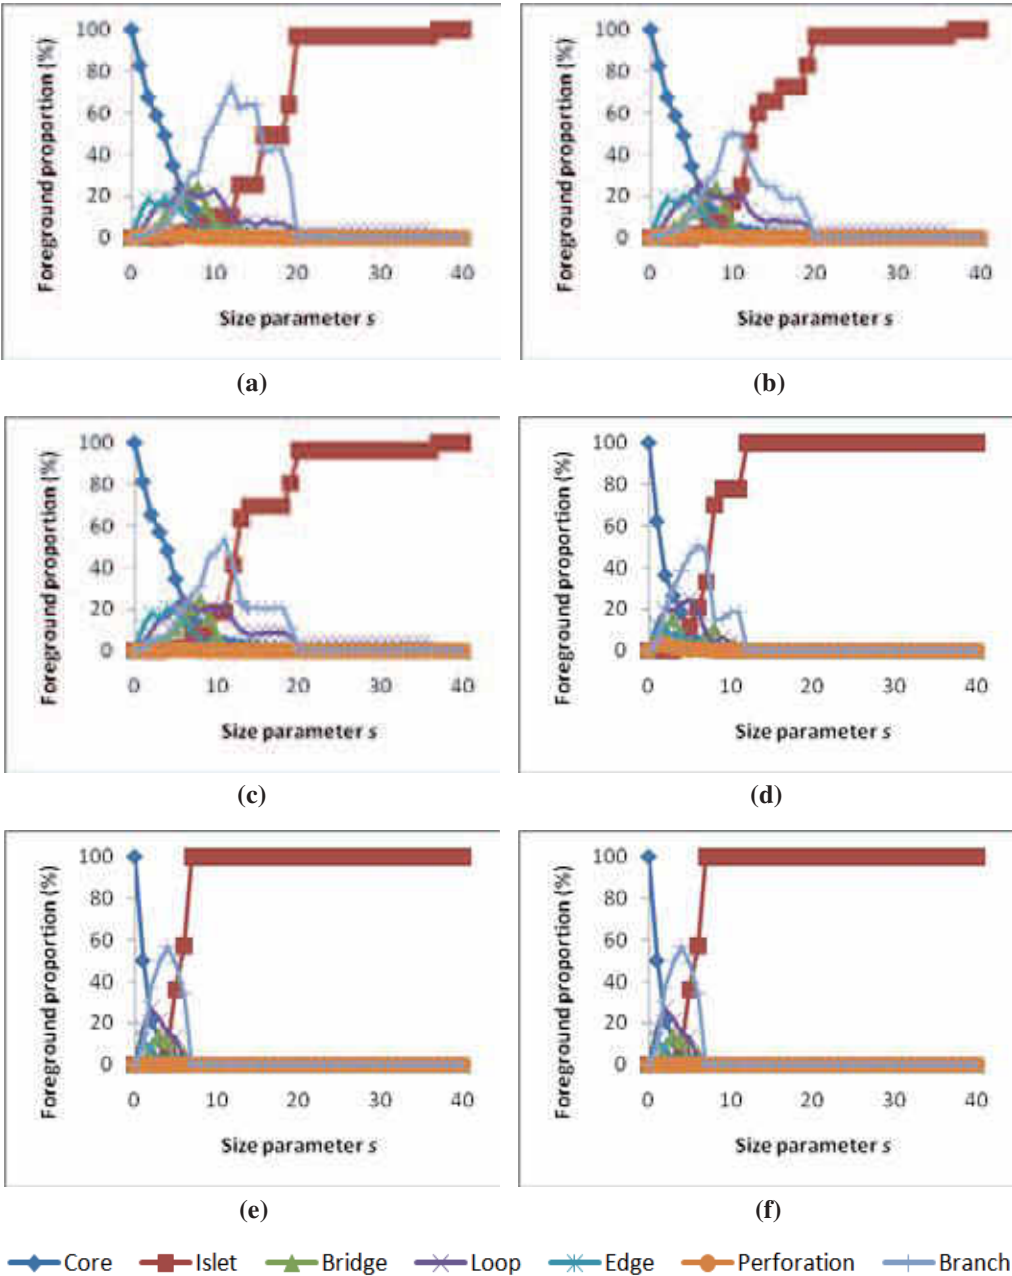 Foreground proportion (%)
100
80
60
40
20
0
0 10 20 30 40
Size parameter s
(a)
Foreground proportion (%)
100
80
60
40
20
0
0 10 20 30 40
Size parameter s
(b)
Foreground proportion (%)
100
80
60
40
20
0
0 10 20 30 40
Size parameter s
(c)
Foreground proportion (%)
100
80
60
40
20
0
0 10 20 30 40
Size parameter s
(d)
Foreground proportion (%)
100
80
60
40
20
0
0 10 20 30 40
Size parameter s
(e)
Foreground proportion (%)
100
80
60
40
20
0
0 10 20 30 40
Size parameter s
(f)
Core Islet Bridge Loop Edge Perforation Branch